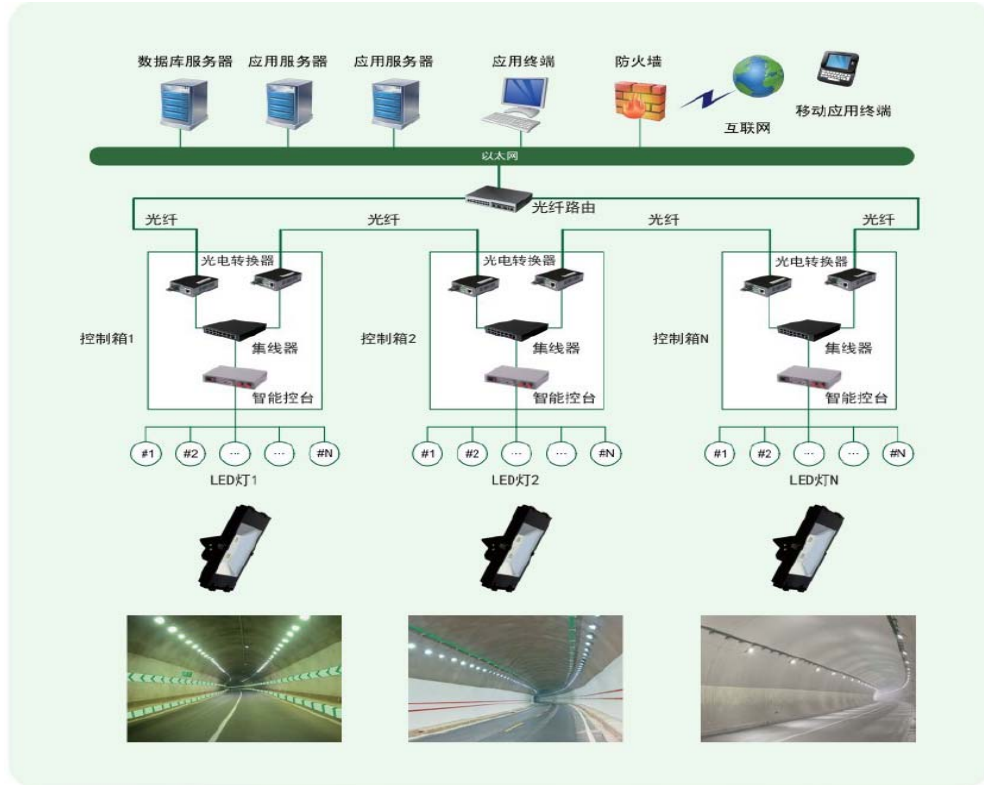 数据库服务器
应用服务器
应用服务器
应用终端
防火墙
互联网
移动应用终端
以太网
光纤路由
光纤
光纤
光纤
光纤
光电转换器
光电转换器
光电转换器
控制箱1
集线器
控制箱2
集线器
控制箱N
集线器
智能控台
智能控台
智能控台
#1 #2 ... ... #N
#1 #2 ... ... #N
#1 #2 ... ... #N
LED灯1
LED灯2
LED灯N